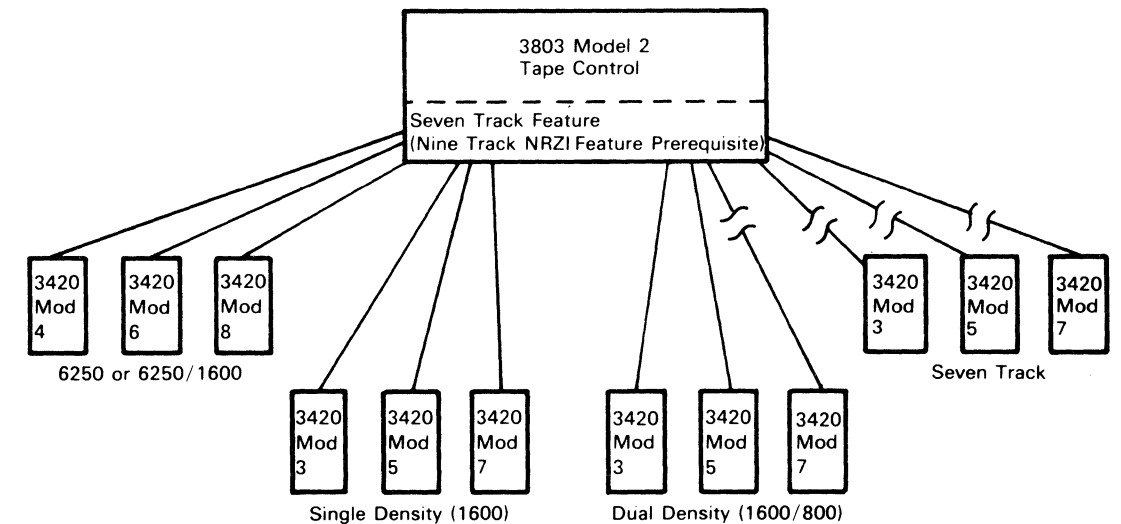 3803 Model 2
Tape Control
Seven Track Feature
(Nine Track NRZI Feature Prerequisite)
3420
Mod
4
3420
Mod
6
3420
Mod
8
6250 or 6250/1600
3420
Mod
3
3420
Mod
5
3420
Mod
7
Single Density (1600)
3420
Mod
3
3420
Mod
5
3420
Mod
7
Dual Density (1600/800)
3420
Mod
3
3420
Mod
5
3420
Mod
7
Seven Track